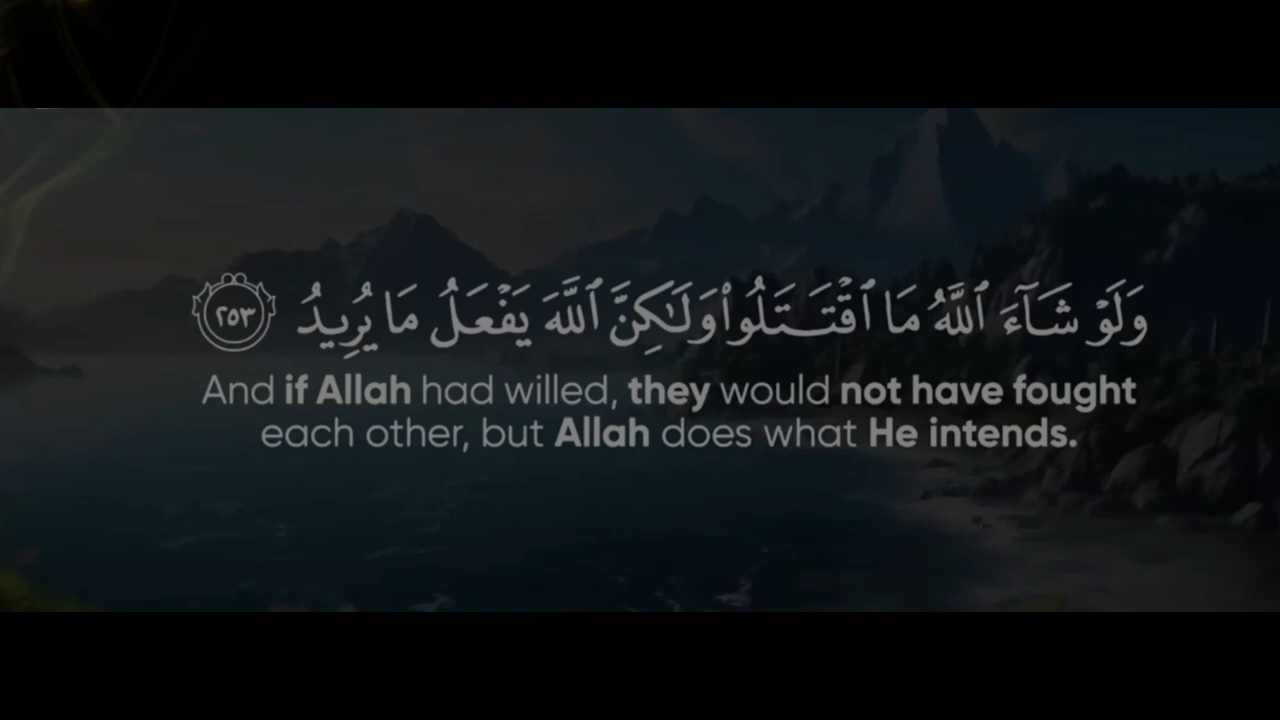 وَلَوْ شَآءَ ٱللَّهُ مَا ٱقْتَتَلُوا۟ وَلَـٰكِنَّ ٱللَّهَ يَفْعَلُ مَا يُرِيدُ ٢٥٣
And if Allah had willed, they would not have fought
each other, but Allah does what He intends.